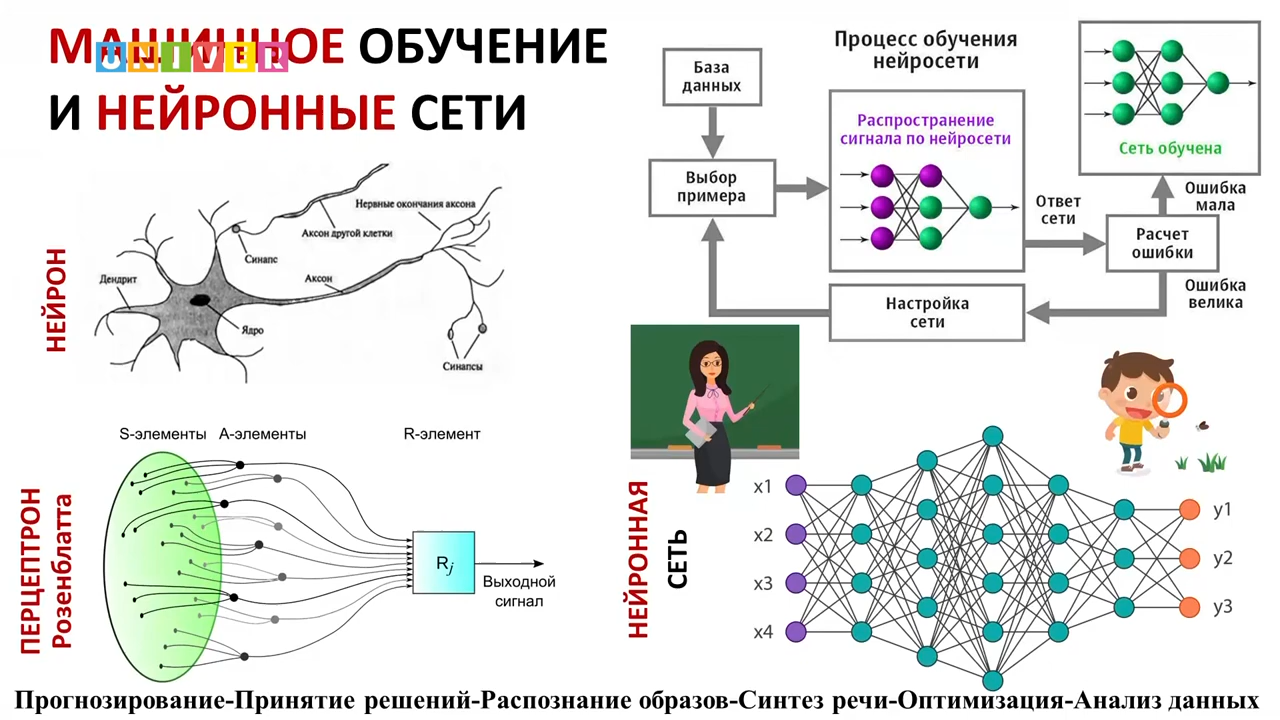 МАШИННОЕ ОБУЧЕНИЕ
UNIVER
И НЕЙРОННЫЕ СЕТИ
НЕЙРОН
Дендрит
Синапс
Аксон другой клетки
Нервные окончания аксона
Аксон
Ядро
Синапсы
База
данных
Выбор
примера
Процесс обучения
нейросети
Распространение
сигнала по нейросети
Ответ
сети
Сеть обучена
Ошибка
мала
Расчет
ошибки
Ошибка
велика
Настройка
сети
ПЕРЦЕПТРОН
Розенблатта
S-элементы А-элементы R-элемент
Rj
Выходной
сигнал
НЕЙРОННАЯ
СЕТЬ
x1
x2
x3
x4
y1
y2
y3
Прогнозирование-Принятие решений-Распознание образов-Синтез речи-Оптимизация-Анализ данных